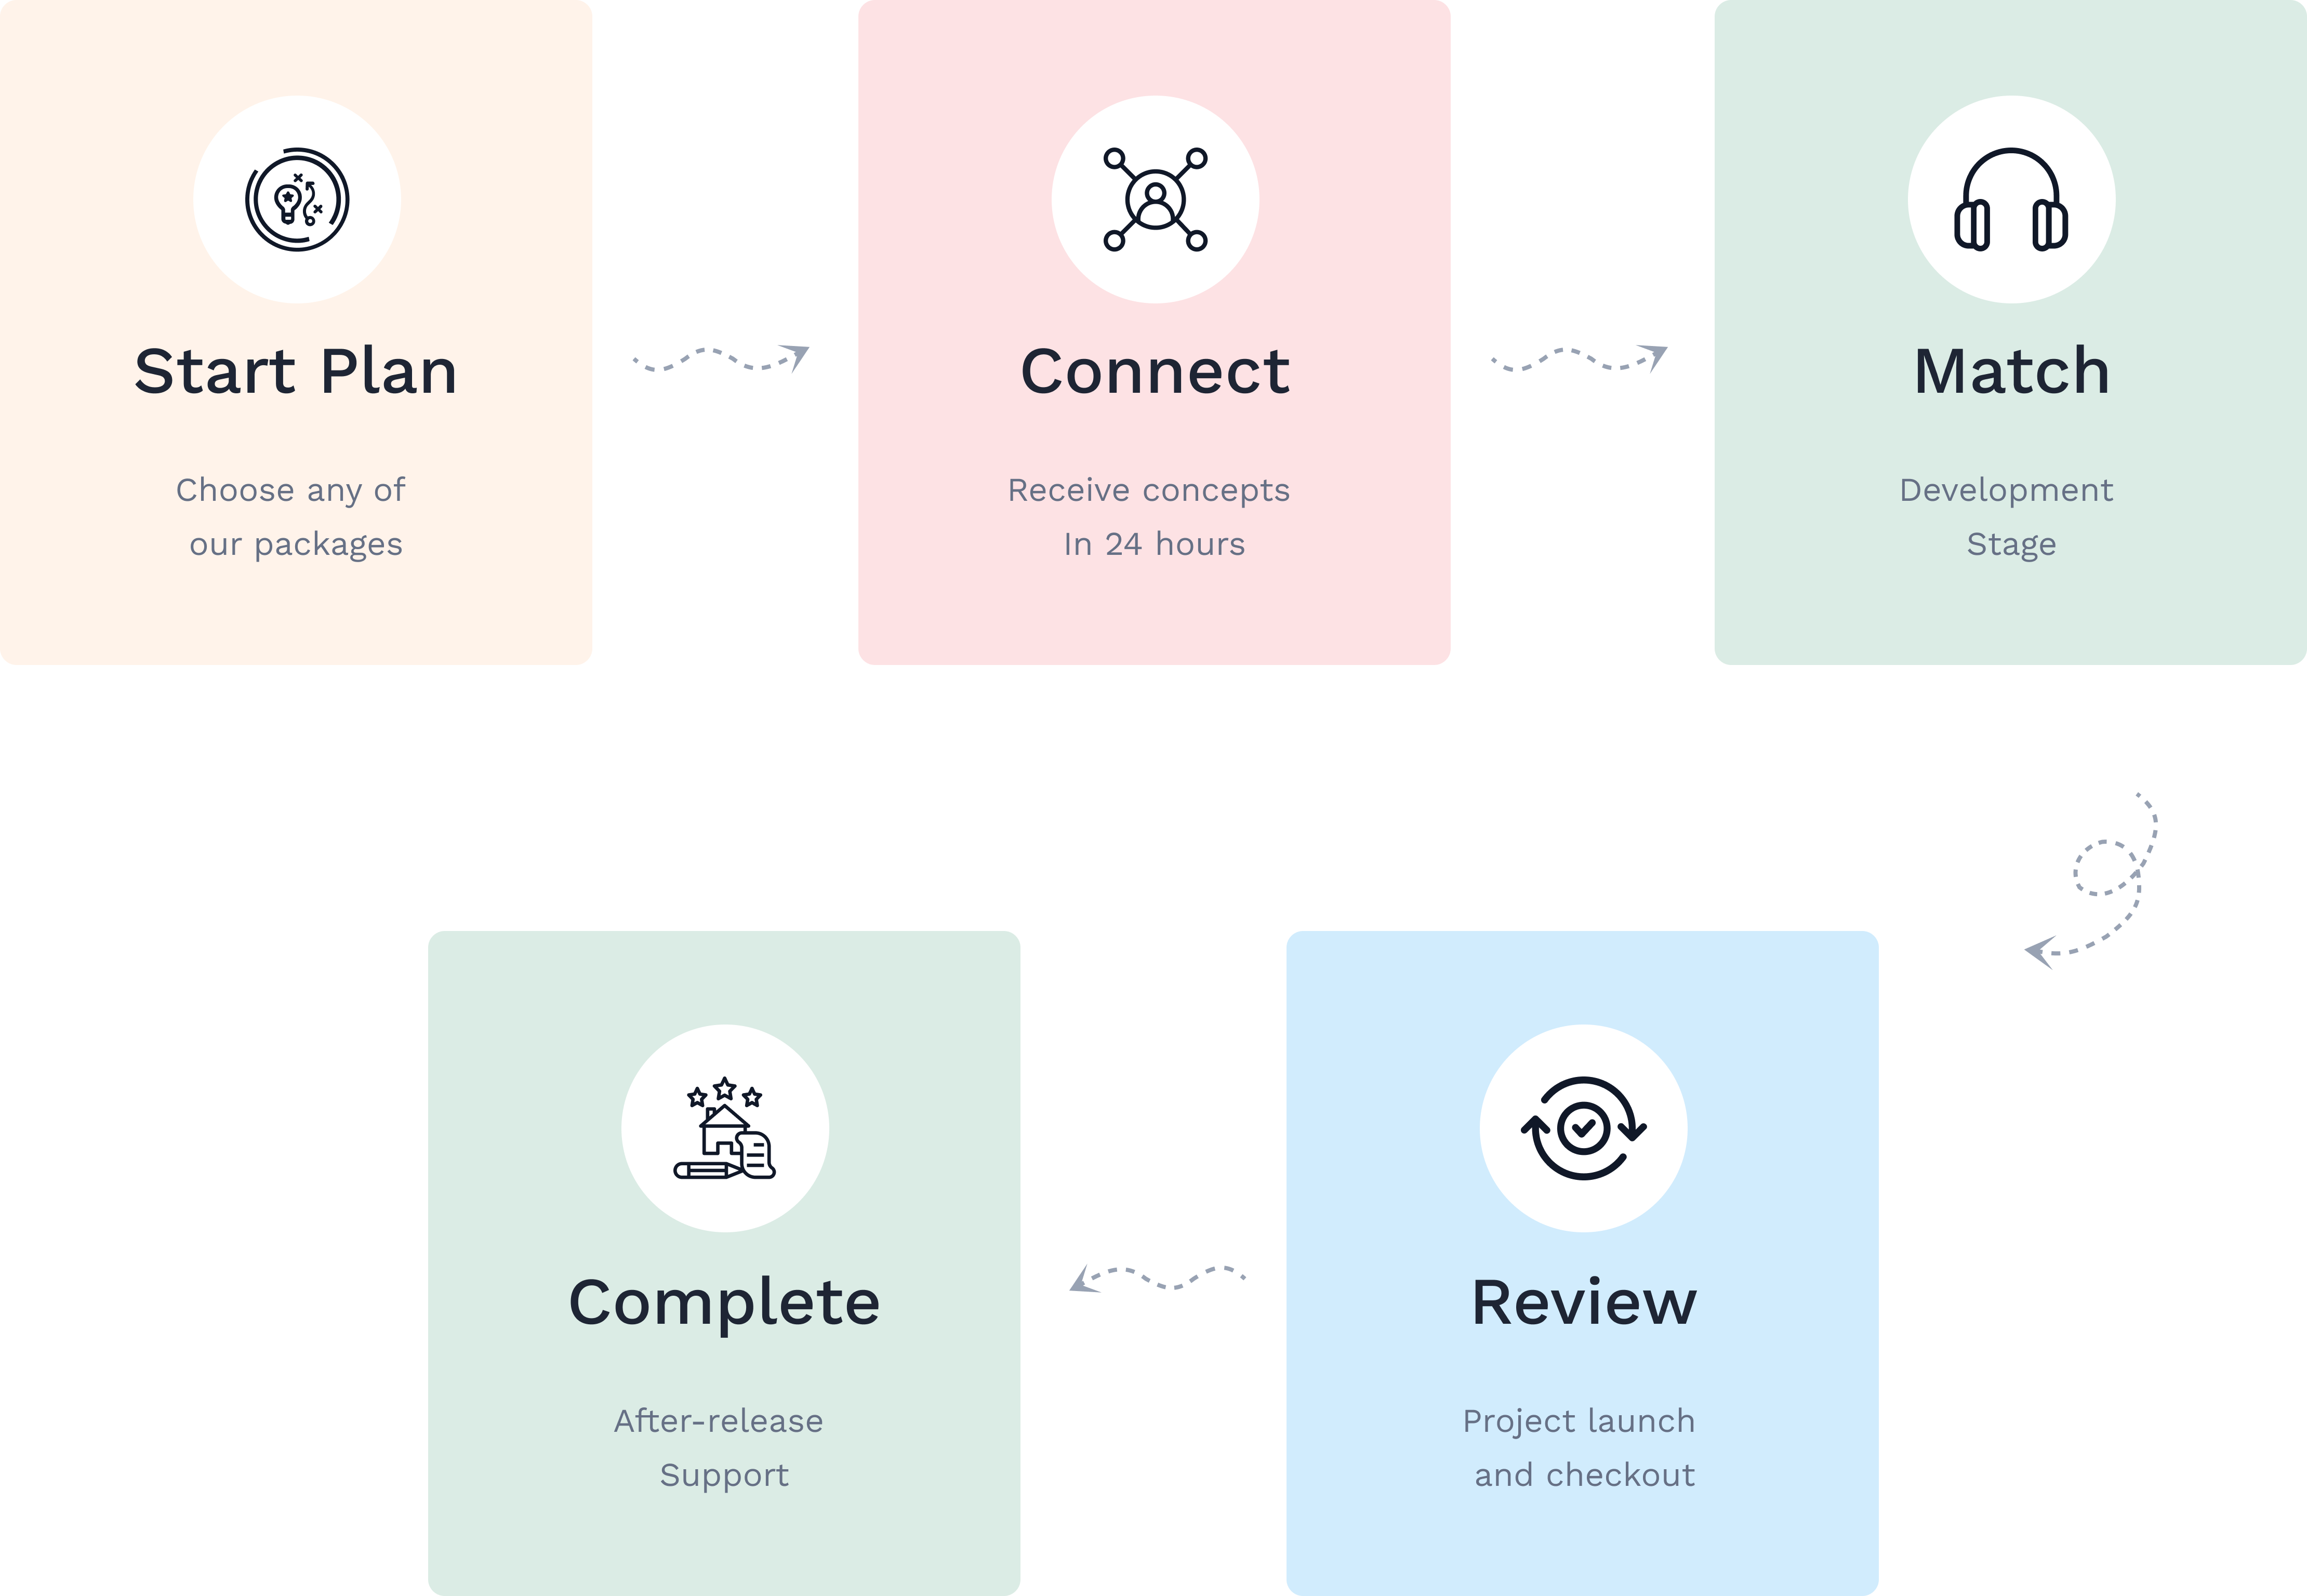 Start Plan
Choose any of
our packages
Connect
Receive concepts
In 24 hours
Match
Development
Stage
Complete
After-release
Support
Review
Project launch
and checkout